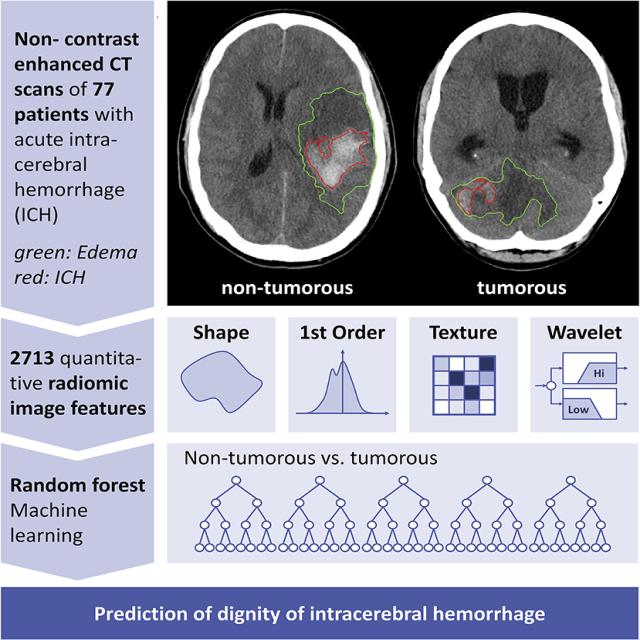 Non- contrast
enhanced CT
scans of 77
patients with
acute intra-
cerebral
hemorrhage
(ICH)
green: Edema
red: ICH
non-tumorous
tumorous
2713 quantita-
tive radiomic
image features
Shape
1st Order
Texture
Wavelet
Hi
Low
Random forest
Machine
learning
Non-tumorous vs. tumorous
Prediction of dignity of intracerebral hemorrhage